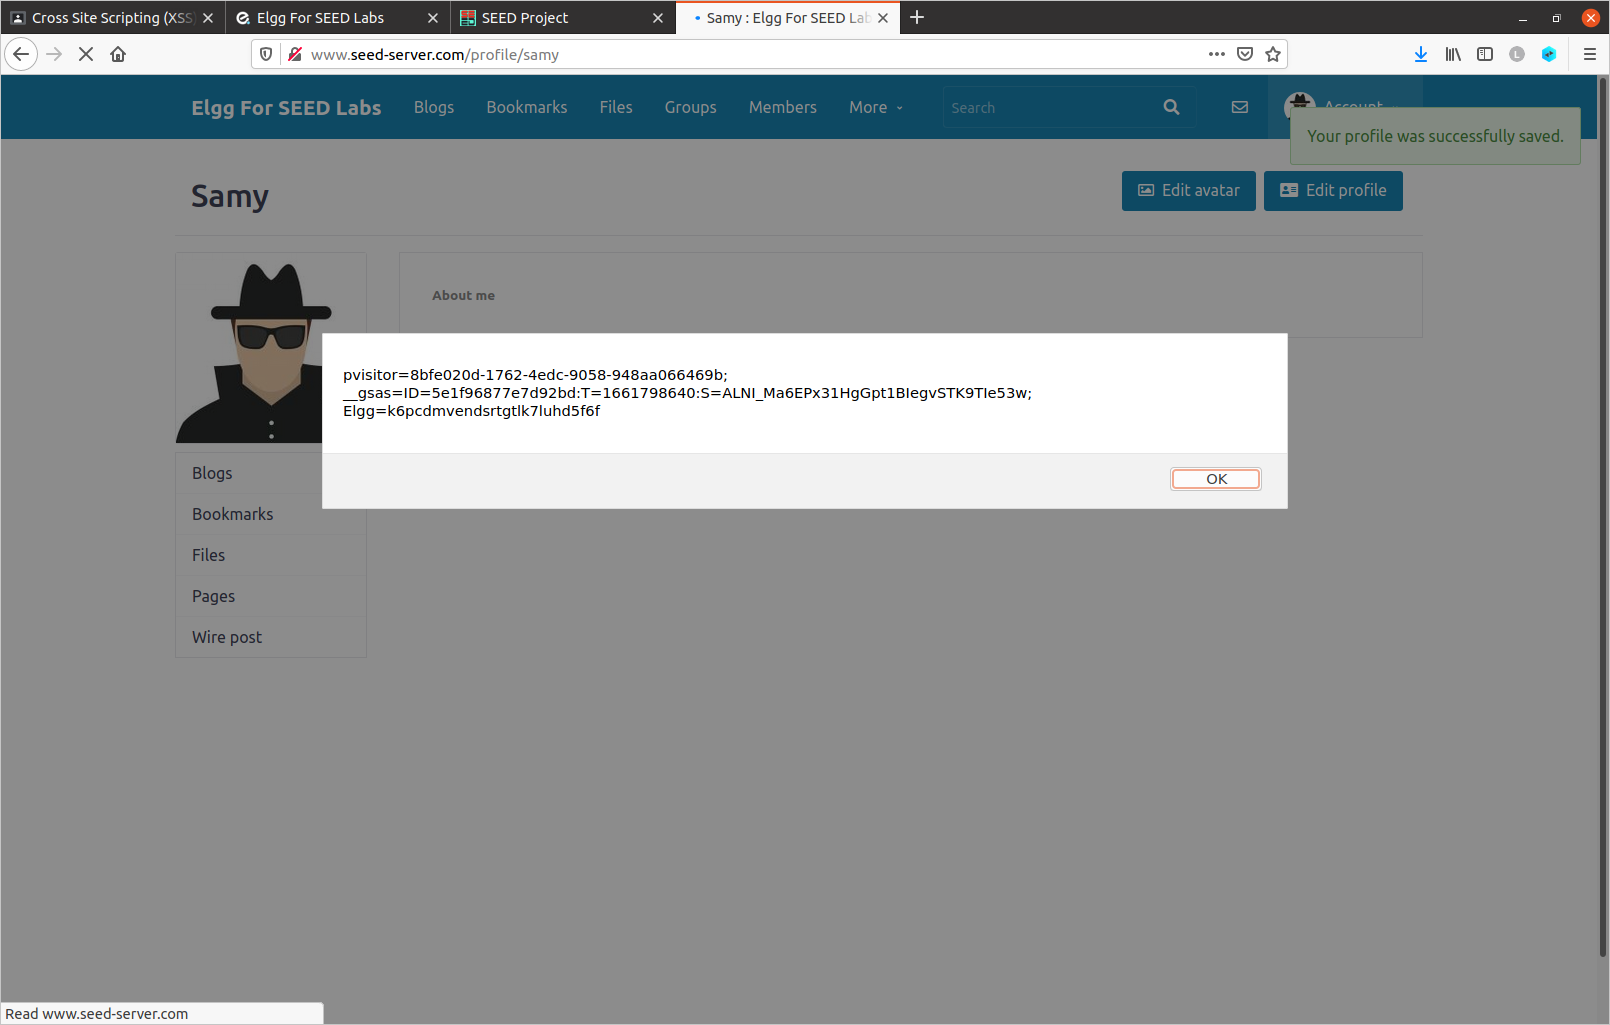 Cross Site Scripting (XSS
Elgg For SEED Labs
SEED Project
Samy : Elgg For SEED Lab
www.seed-server.com/profile/samy
Elgg For SEED Labs
Blogs
Bookmarks
Files
Groups
Members
More
Search
Account
Your profile was successfully saved.
Samy
Edit avatar
Edit profile
About me
pvisitor=8bfe020d-1762-4edc-9058-948aa066469b;
__gsas=ID=5e1f96877e7d92bd:T=1661798640:S=ALNI_Ma6EPx31HgGpt1BIegvSTK9TIe53w;
Elgg=k6pcdmvendsrtgtlk7luhd5f6f
OK
Blogs
Bookmarks
Files
Pages
Wire post
Read www.seed-server.com